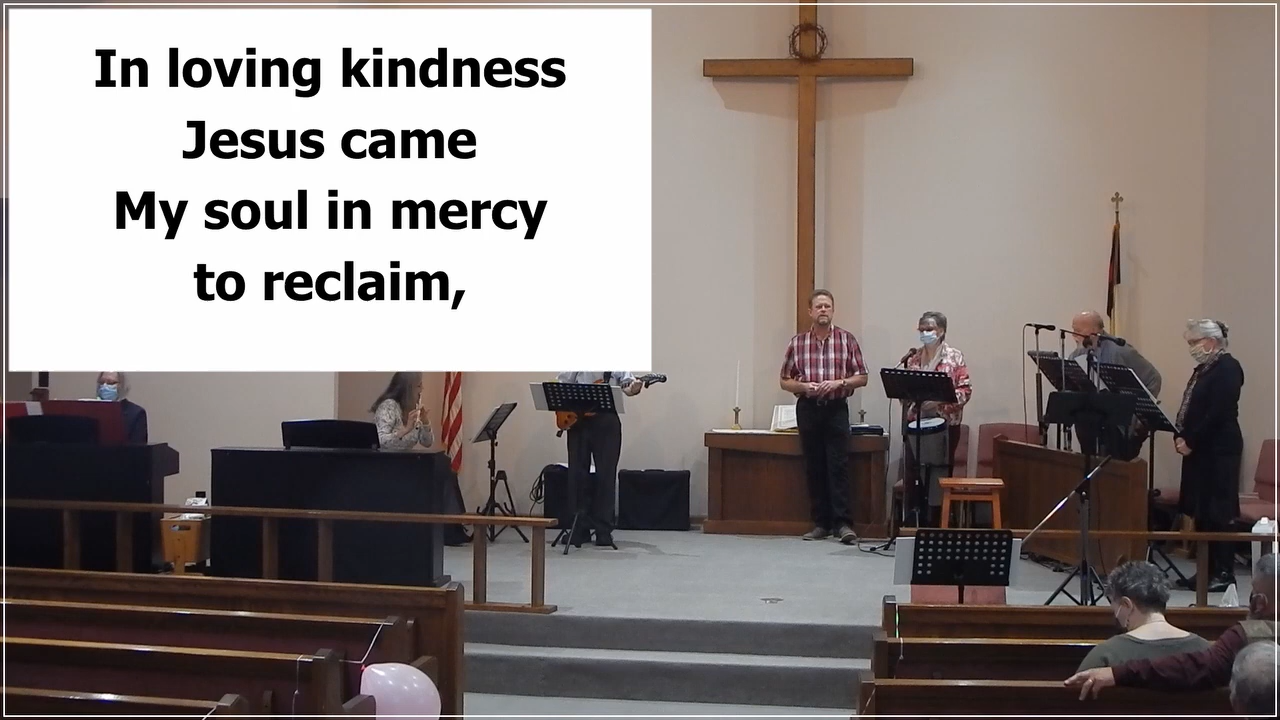 In loving kindness
Jesus came
My soul in mercy
to reclaim,